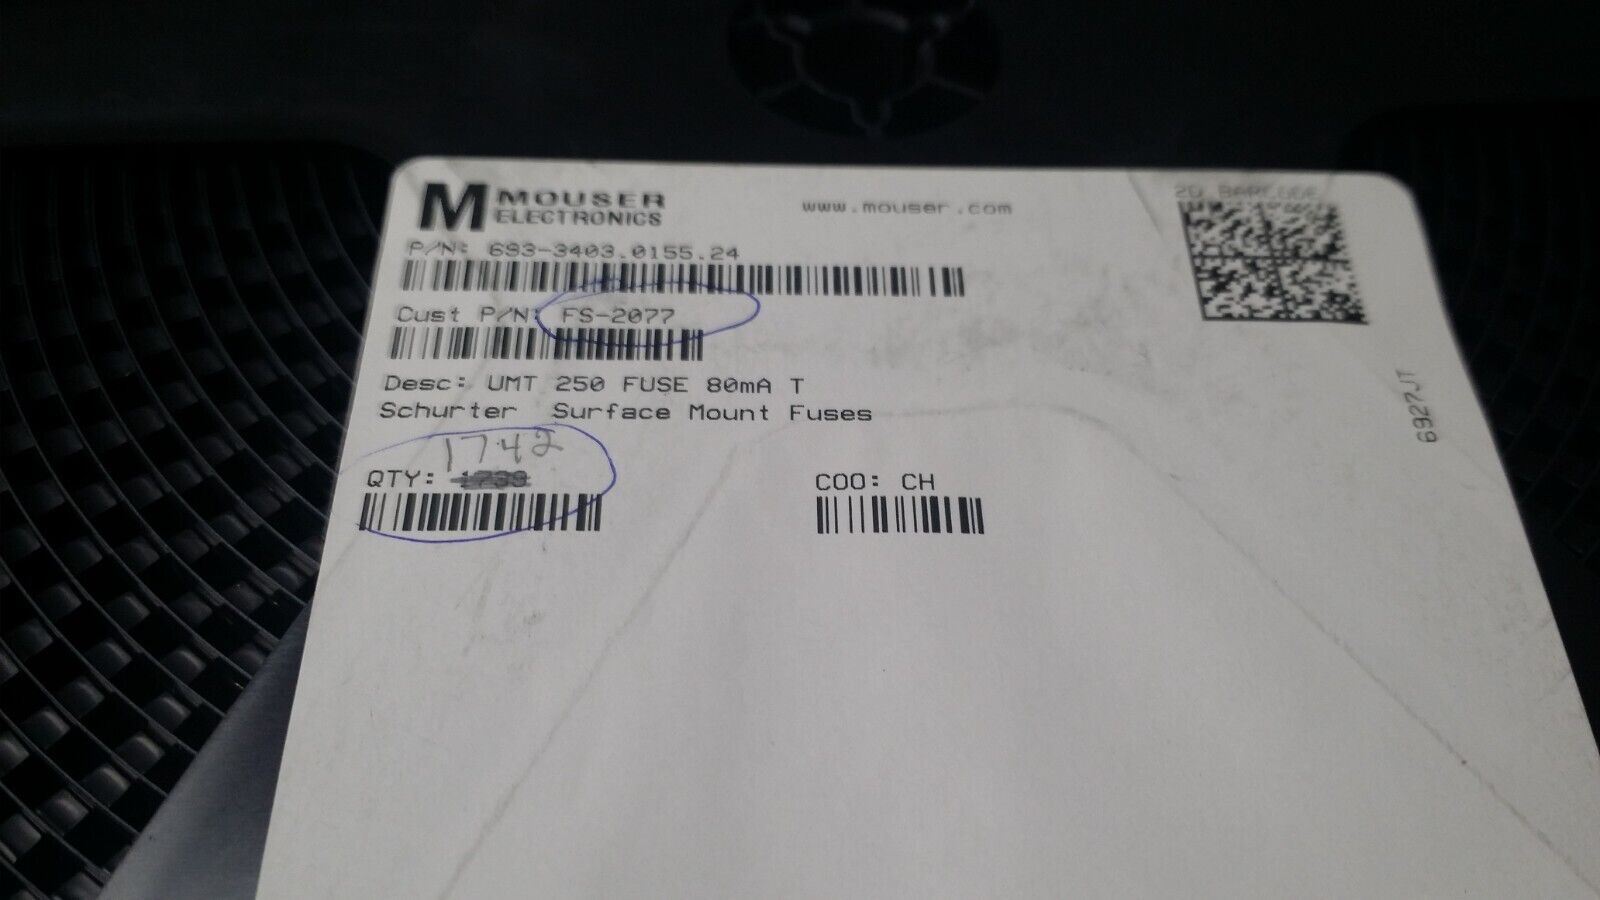 M MOUSER
ELECTRONICS
www.mouser.com
2D BARCODE
P/N: 693-3403.0155.24
Cust P/N: FS-2077
Desc: UMT 250 FUSE 80mA T
Schurter Surface Mount Fuses
1742
QTY:
COO: CH
6927JT